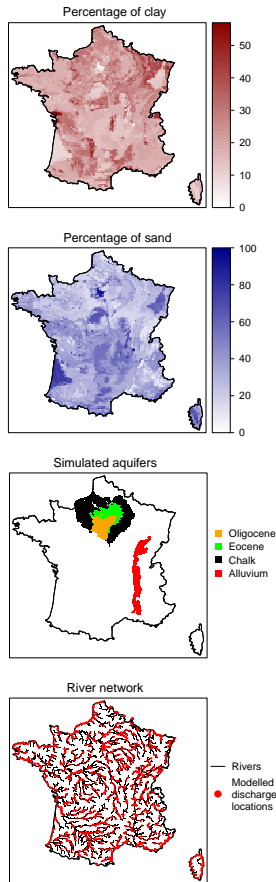 Percentage of clay
50
40
30
20
10
0
Percentage of sand
100
80
60
40
20
0
Simulated aquifers
Oligocene
Eocene
Chalk
Alluvium
River network
Rivers
Modelled
discharge
locations